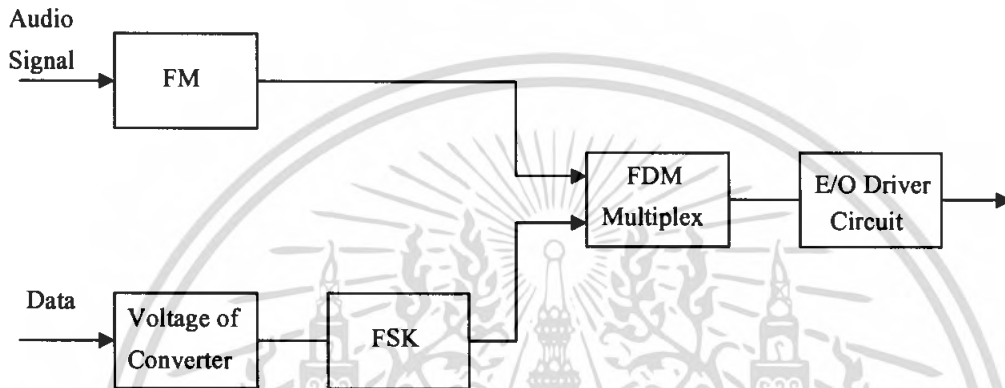 Audio
Signal
FM
FDM
Multiplex
E/O Driver
Circuit
Data
Voltage of
Converter
FSK